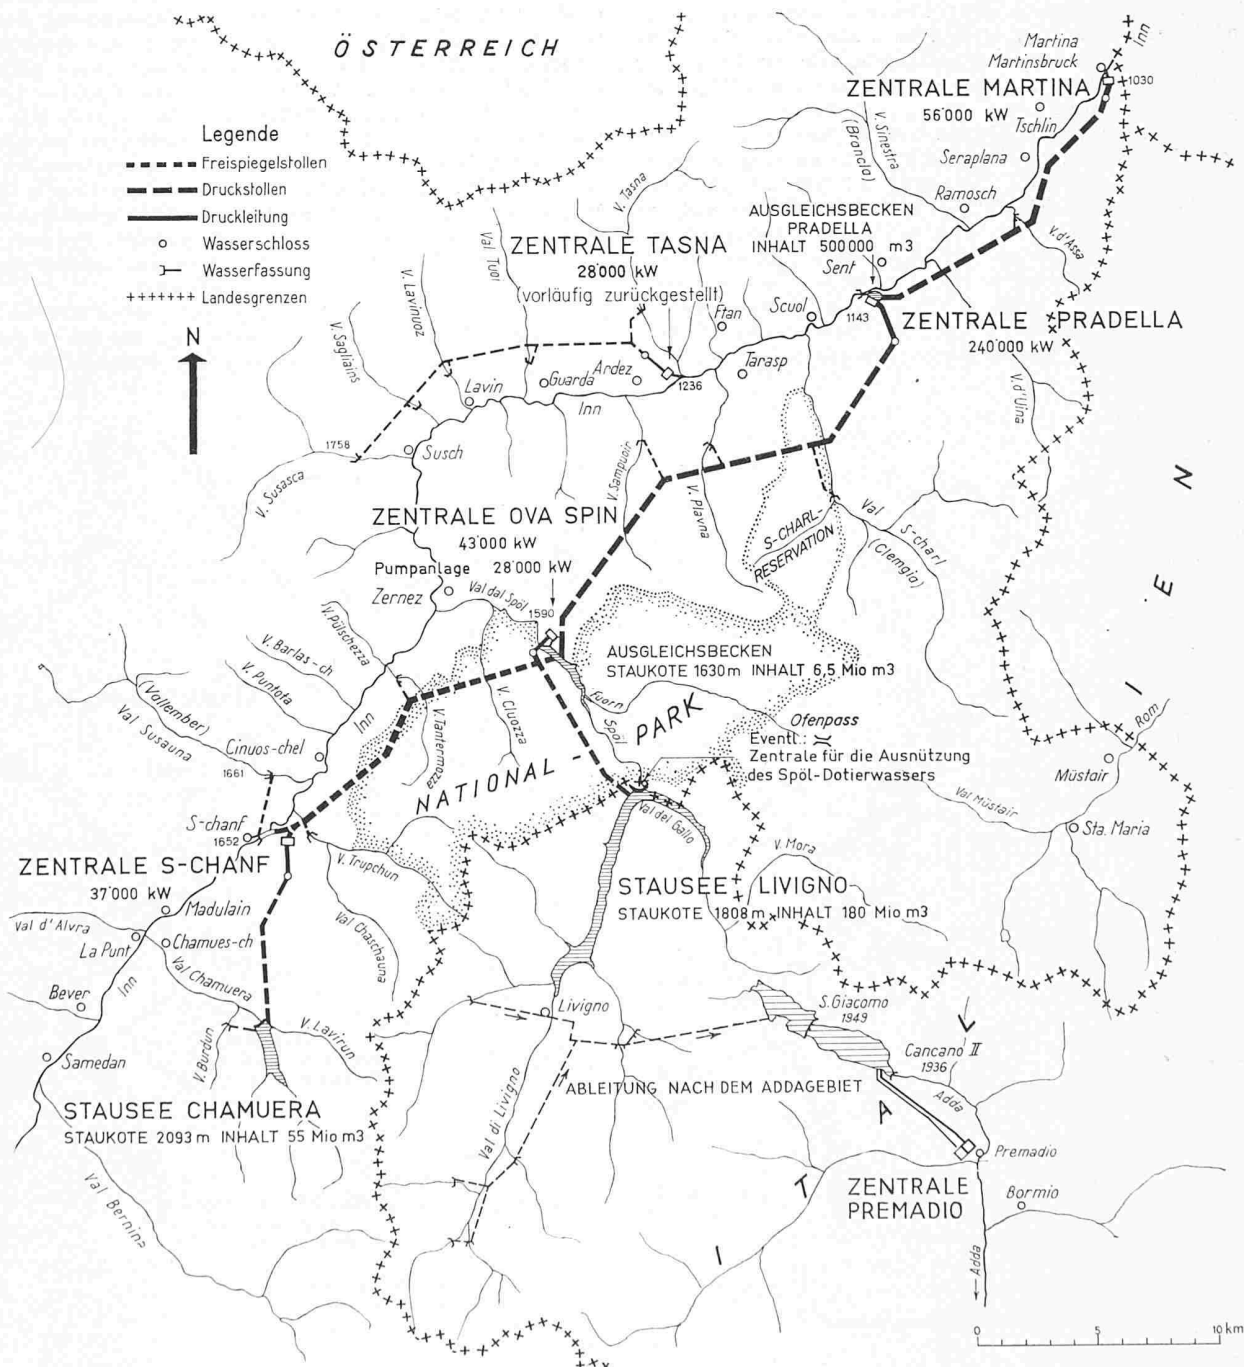 ÖSTERREICH
Martina
Martinsbruck
Inn
ZENTRALE MARTINA
56'000 kW
1030
Tschlin
Seraplana
Ramosch
V. Sinestra
(Brancla)
V. d'Assa
Legende
Freispiegelstollen
Druckstollen
Druckleitung
Wasserschloss
Wasserfassung
Landesgrenzen
N
V. Tasna
Val Tuoi
V. Lavinuoz
V. Sagliains
ZENTRALE TASNA
28'000 kW
(vorläufig zurückgestellt)
AUSGLEICHSBECKEN
PRADELLA
INHALT 500'000 m3
Sent
Scuol
Ftan
1143
ZENTRALE PRADELLA
240'000 kW
Tarasp
Ardez
Guarda
1236
Lavin
Inn
1758
Susch
V. Susasca
V. Sampuoir
V. Plavna
V. d'Uina
Val S-charl
(Clemgia)
S-CHARL-
RESERVATION
ZENTRALE OVA SPIN
43'000 kW
Pumpanlage 28'000 kW
Zernez
Val dal Spöl
1590
V. Pülschezza
V. Barlas-ch
V. Puntota
(Vollember)
Val Susauna
Cinuos-chel
Inn
1661
S-chanf
1652
V. Tantermozza
V. Cluozza
AUSGLEICHSBECKEN
STAUKOTE 1630 m INHALT 6,5 Mio m3
Fuorn
Spöl
NATIONAL-
PARK
Ofenpass
Eventl.:
Zentrale für die Ausnützung
des Spöl-Dotierwassers
Rom
Müstair
Val Müstair
Sta. Maria
Val del Gallo
V. Mora
ZENTRALE S-CHANF
37'000 kW
Madulain
V. Trupchun
Val Chaschauna
STAUSEE LIVIGNO
STAUKOTE 1808 m INHALT 180 Mio m3
Val d'Alvra
La Punt
Chamues-ch
Val Chamuera
Bever
Inn
Samedan
V. Burdun
V. Lavirun
Livigno
S. Giacomo
1949
Cancano II
1936
STAUSEE CHAMUERA
STAUKOTE 2093 m INHALT 55 Mio m3
Val Bernina
Val di Livigno
ABLEITUNG NACH DEM ADDAGEBIET
Adda
Premadio
ZENTRALE
PREMADIO
Bormio
Adda
ITALIEN
0 5 10 km